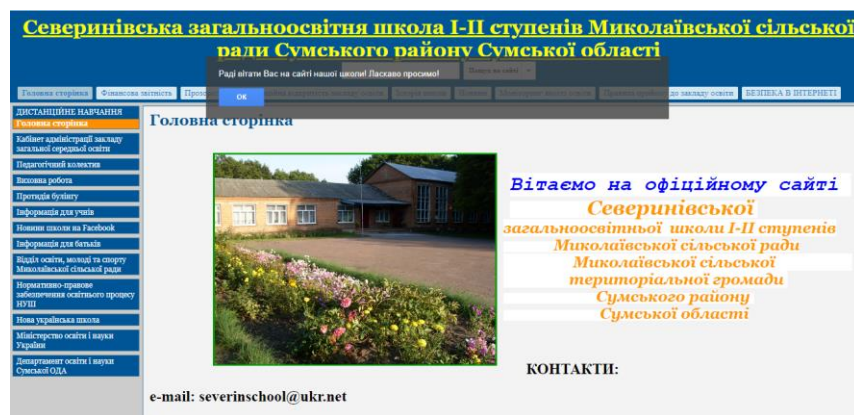 Северинівська загальноосвітня школа І-ІІ ступенів Миколаївської сільської
ради Сумського району Сумської області
Раді вітати Вас на сайті нашої школи! Ласкаво просимо!
Пошук на сайті
OK
Головна сторінка
Фінансова звітність
до закладу освіти
БЕЗПЕКА В ІНТЕРНЕТІ
ДИСТАНЦІЙНЕ НАВЧАННЯ
Головна сторінка
Кабінет адміністрації закладу
загальної середньої освіти
Педагогічний колектив
Виховна робота
Протидія булінгу
Інформація для учнів
Новини школи на Facebook
Інформація для батьків
Відділ освіти, молоді та спорту
Миколаївської сільської ради
Нормативно-правове
забезпечення освітнього процесу
НУШ
Нова українська школа
Міністерство освіти і науки
України
Департамент освіти і науки
Сумської ОДА
Головна сторінка
Вітаємо на офіційному сайті
Северинівської
загальноосвітньої школи І-ІІ ступенів
Миколаївської сільської ради
Миколаївської сільської
територіальної громади
Сумського району
Сумської області
КОНТАКТИ:
e-mail: severinschool@ukr.net